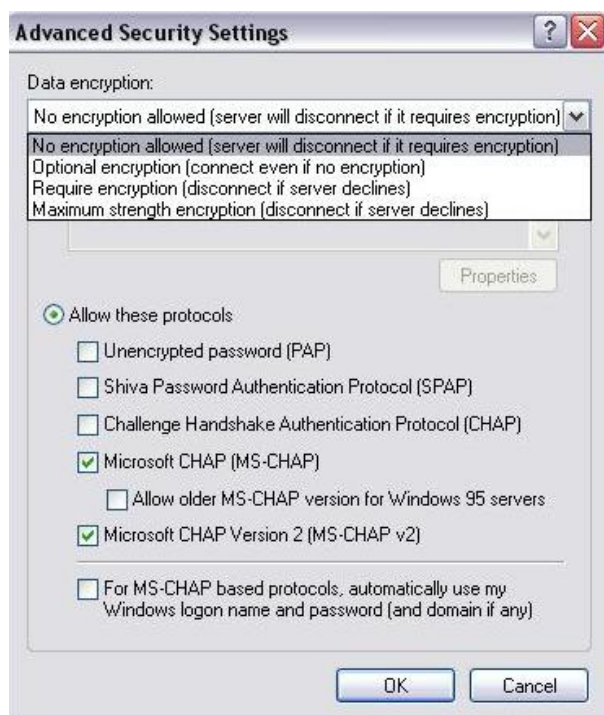 Advanced Security Settings
Data encryption:
No encryption allowed (server will disconnect if it requires encryption)
No encryption allowed (server will disconnect if it requires encryption)
Optional encryption (connect even if no encryption)
Require encryption (disconnect if server declines)
Maximum strength encryption (disconnect if server declines)
Properties
Allow these protocols
Unencrypted password (PAP)
Shiva Password Authentication Protocol (SPAP)
Challenge Handshake Authentication Protocol (CHAP)
Microsoft CHAP (MS-CHAP)
Allow older MS-CHAP version for Windows 95 servers
Microsoft CHAP Version 2 (MS-CHAP v2)
For MS-CHAP based protocols, automatically use my
Windows logon name and password (and domain if any)
OK Cancel